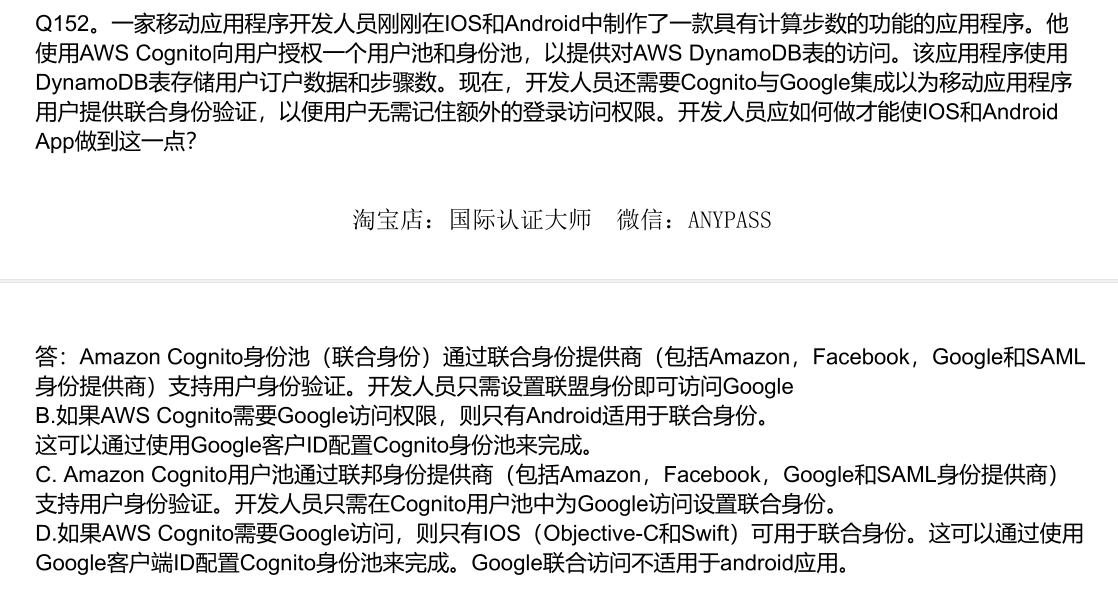 Q152。一家移动应用程序开发人员刚刚在IOS和Android中制作了一款具有计算步数的功能的应用程序。他
使用AWS Cognito向用户授权一个用户池和身份池，以提供对AWS DynamoDB表的访问。该应用程序使用
DynamoDB表存储用户订户数据和步骤数。现在，开发人员还需要Cognito与Google集成以为移动应用程序
用户提供联合身份验证，以便用户无需记住额外的登录访问权限。开发人员应如何做才能使IOS和Android
App做到这一点？
淘宝店：国际认证大师 微信：ANYPASS
答：Amazon Cognito身份池（联合身份）通过联合身份提供商（包括Amazon，Facebook，Google和SAML
身份提供商）支持用户身份验证。开发人员只需设置联盟身份即可访问Google
B.如果AWS Cognito需要Google访问权限，则只有Android适用于联合身份。
这可以通过使用Google客户ID配置Cognito身份池来完成。
C. Amazon Cognito用户池通过联邦身份提供商（包括Amazon，Facebook，Google和SAML身份提供商）
支持用户身份验证。开发人员只需在Cognito用户池中为Google访问设置联合身份。
D.如果AWS Cognito需要Google访问，则只有IOS（Objective-C和Swift）可用于联合身份。这可以通过使用
Google客户端ID配置Cognito身份池来完成。Google联合访问不适用于android应用。